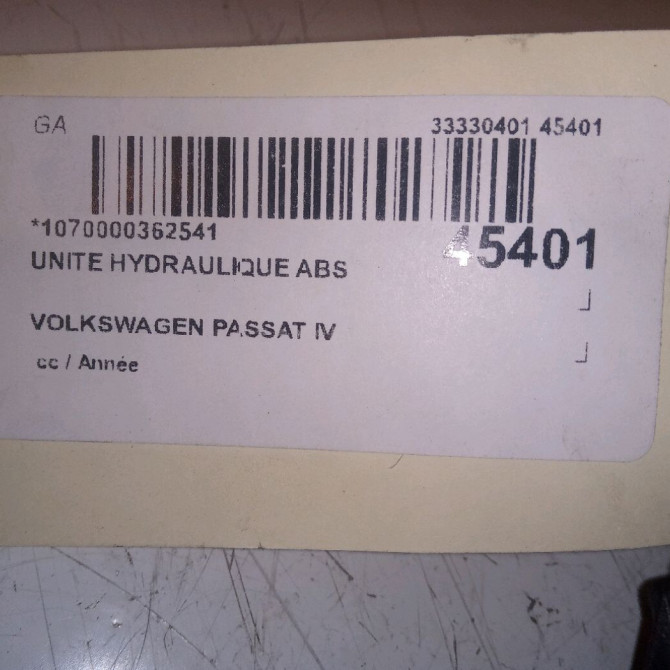 GA 33330401 45401
*1070000362541
45401
UNITE HYDRAULIQUE ABS
VOLKSWAGEN PASSAT IV
cc / Année